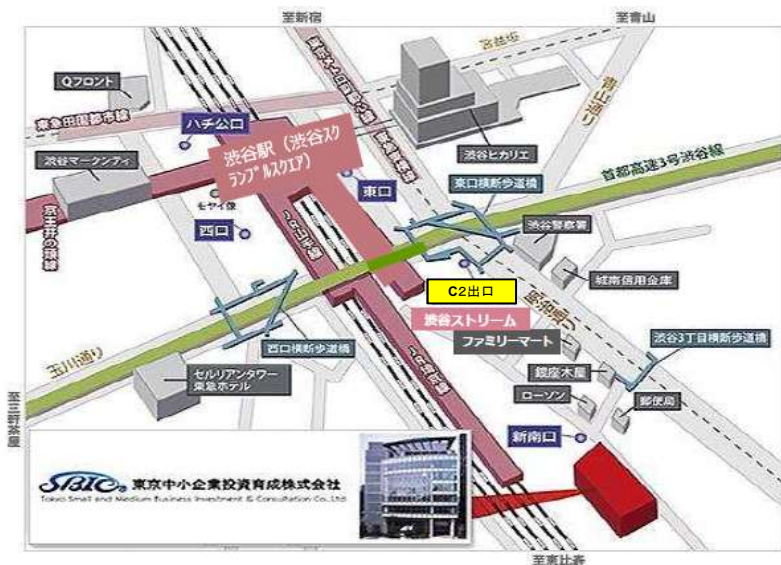 至新宿
至青山
Qフロント
宮益坂
青山通り
東急田園都市線
ハチ公口
渋谷駅（渋谷スク
ランブルスクエア）
渋谷ヒカリエ
首都高速3号渋谷線
渋谷マークシティ
東口
東口横断歩道橋
京王井の頭線
モヤイ像
西口
渋谷警察署
城南信用金庫
C2出口
渋谷ストリーム
ファミリーマート
西口横断歩道橋
渋谷3丁目横断歩道橋
玉川通り
セルリアンタワー
東急ホテル
銀座木屋
ローソン
郵便局
新南口
至三軒茶屋
SBIC 東京中小企業投資育成株式会社
Tokyo Small and Medium Business Investment & Consultation Co.,Ltd
至恵比寿